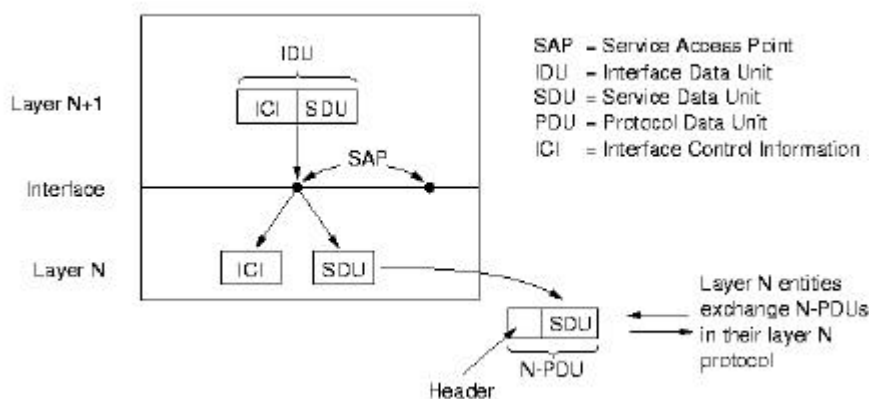 IDU
Layer N+1
ICI SDU
SAP
Interface
Layer N
ICI
SDU
SAP = Service Access Point
IDU = Interface Data Unit
SDU = Service Data Unit
PDU = Protocol Data Unit
ICI = Interface Control Information
SDU
N-PDU
Header
Layer N entities
exchange N-PDUs
in their layer N
protocol